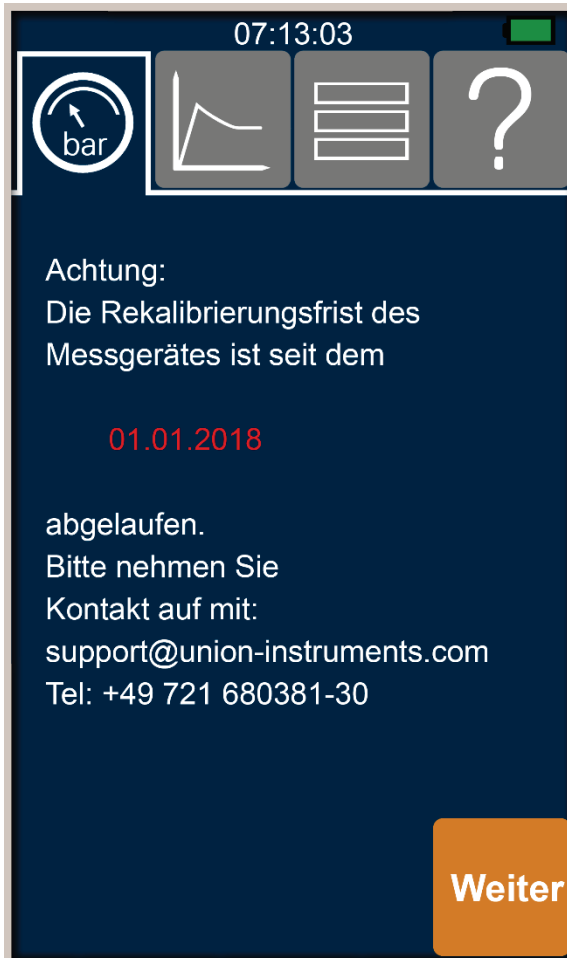 07:13:03
bar
?
Achtung:
Die Rekalibrierungsfrist des
Messgerätes ist seit dem
01.01.2018
abgelaufen.
Bitte nehmen Sie
Kontakt auf mit:
support@union-instruments.com
Tel: +49 721 680381-30
Weiter